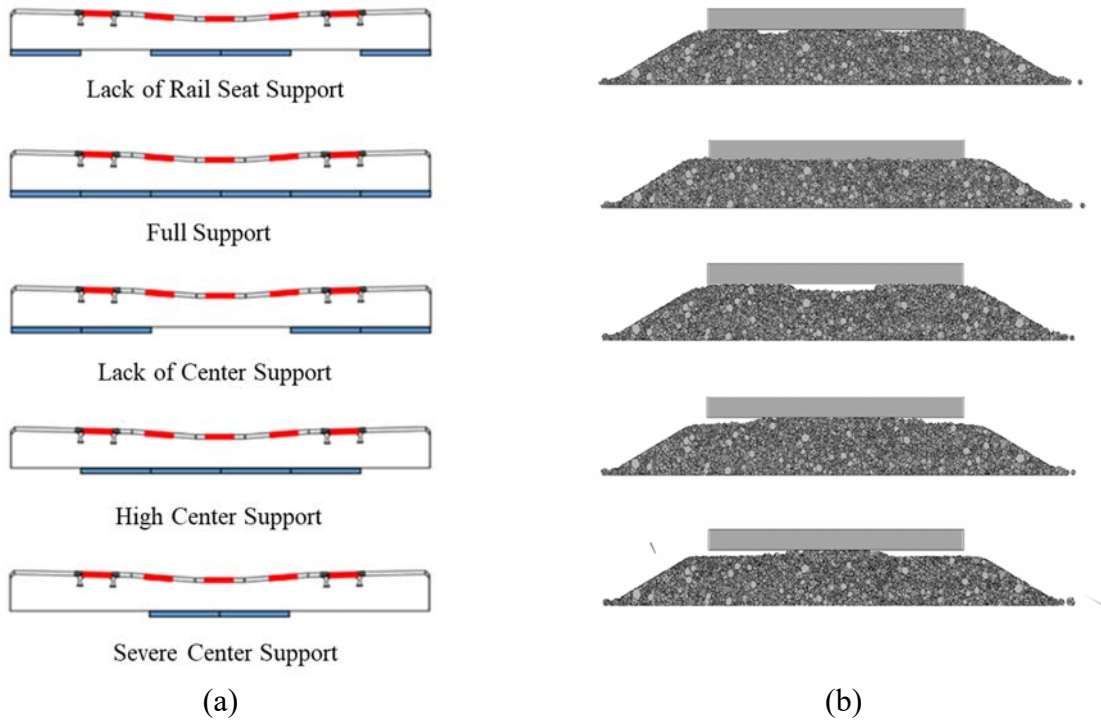 Lack of Rail Seat Support
Full Support
Lack of Center Support
High Center Support
Severe Center Support
(a)
(b)